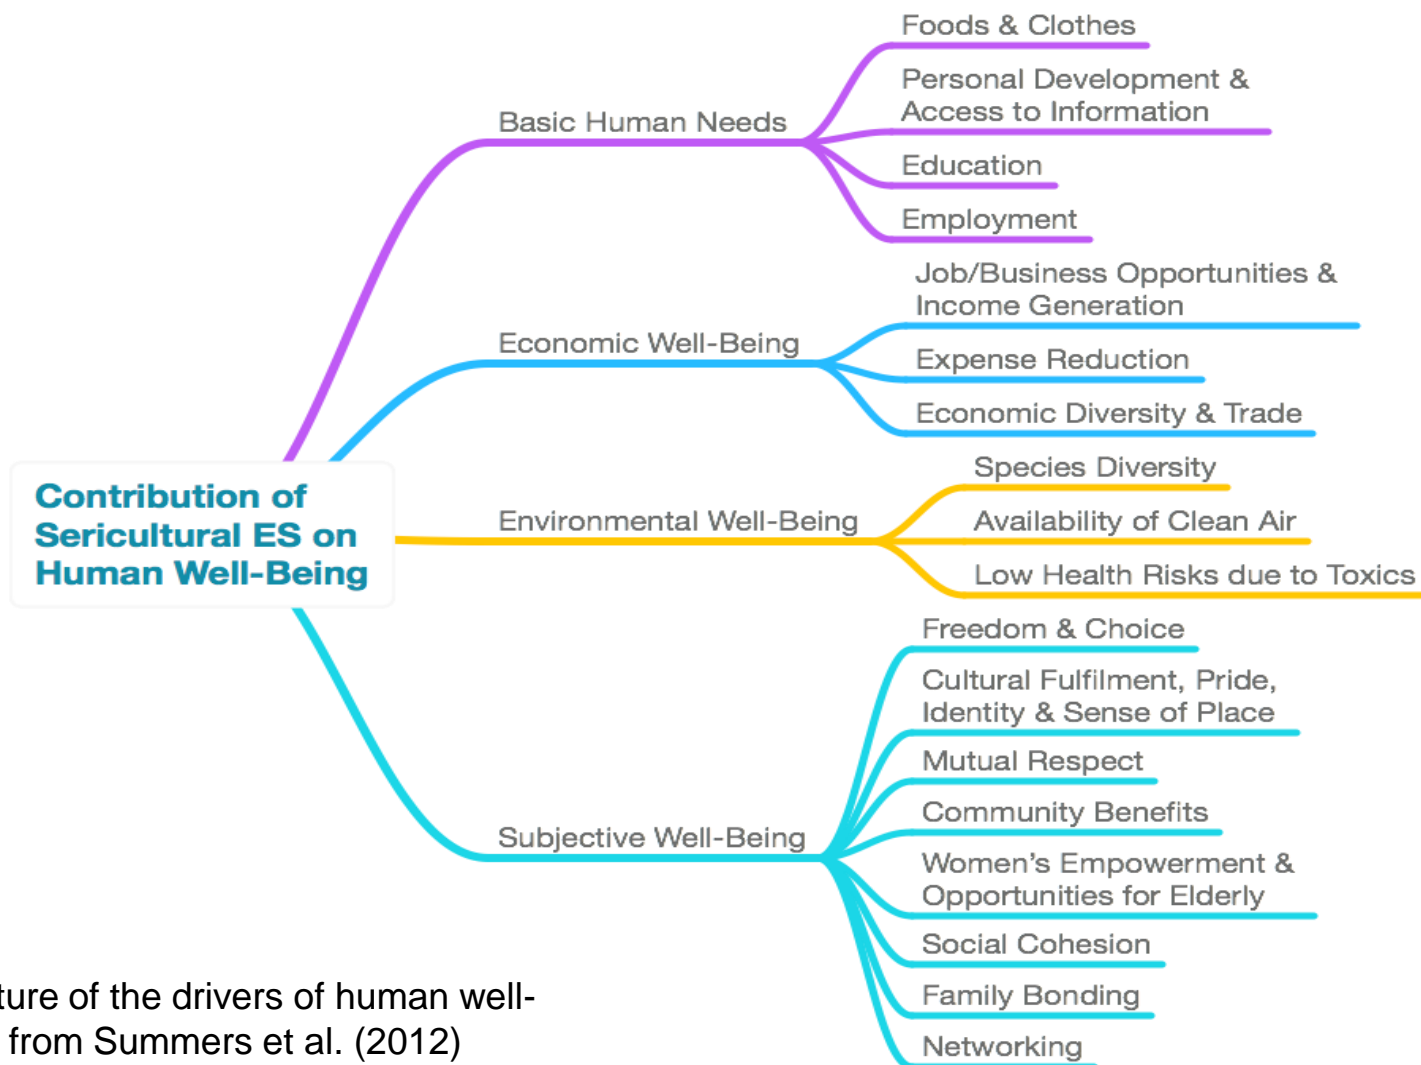 Contribution of
Sericultural ES on
Human Well-Being
Basic Human Needs
Foods & Clothes
Personal Development &
Access to Information
Education
Employment
Economic Well-Being
Job/Business Opportunities &
Income Generation
Expense Reduction
Economic Diversity & Trade
Environmental Well-Being
Species Diversity
Availability of Clean Air
Low Health Risks due to Toxics
Subjective Well-Being
Freedom & Choice
Cultural Fulfilment, Pride,
Identity & Sense of Place
Mutual Respect
Community Benefits
Women's Empowerment &
Opportunities for Elderly
Social Cohesion
Family Bonding
Networking
of the drivers of human well-
from Summers et al. (2012)